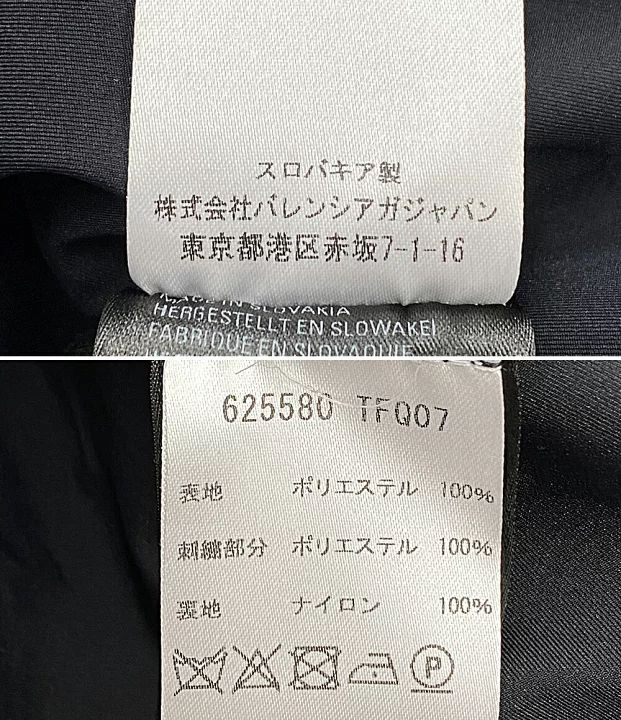 スロバキア製
株式会社バレンシアガジャパン
東京都港区赤坂7-1-16
MADE IN SLOVAKIA
HERGESTELLT EN SLOWAKEI
FABRIQUE EN SLOVAQUIE
625580 TFQ07
表地 ポリエステル 100%
刺繍部分 ポリエステル 100%
裏地 ナイロン 100%
P